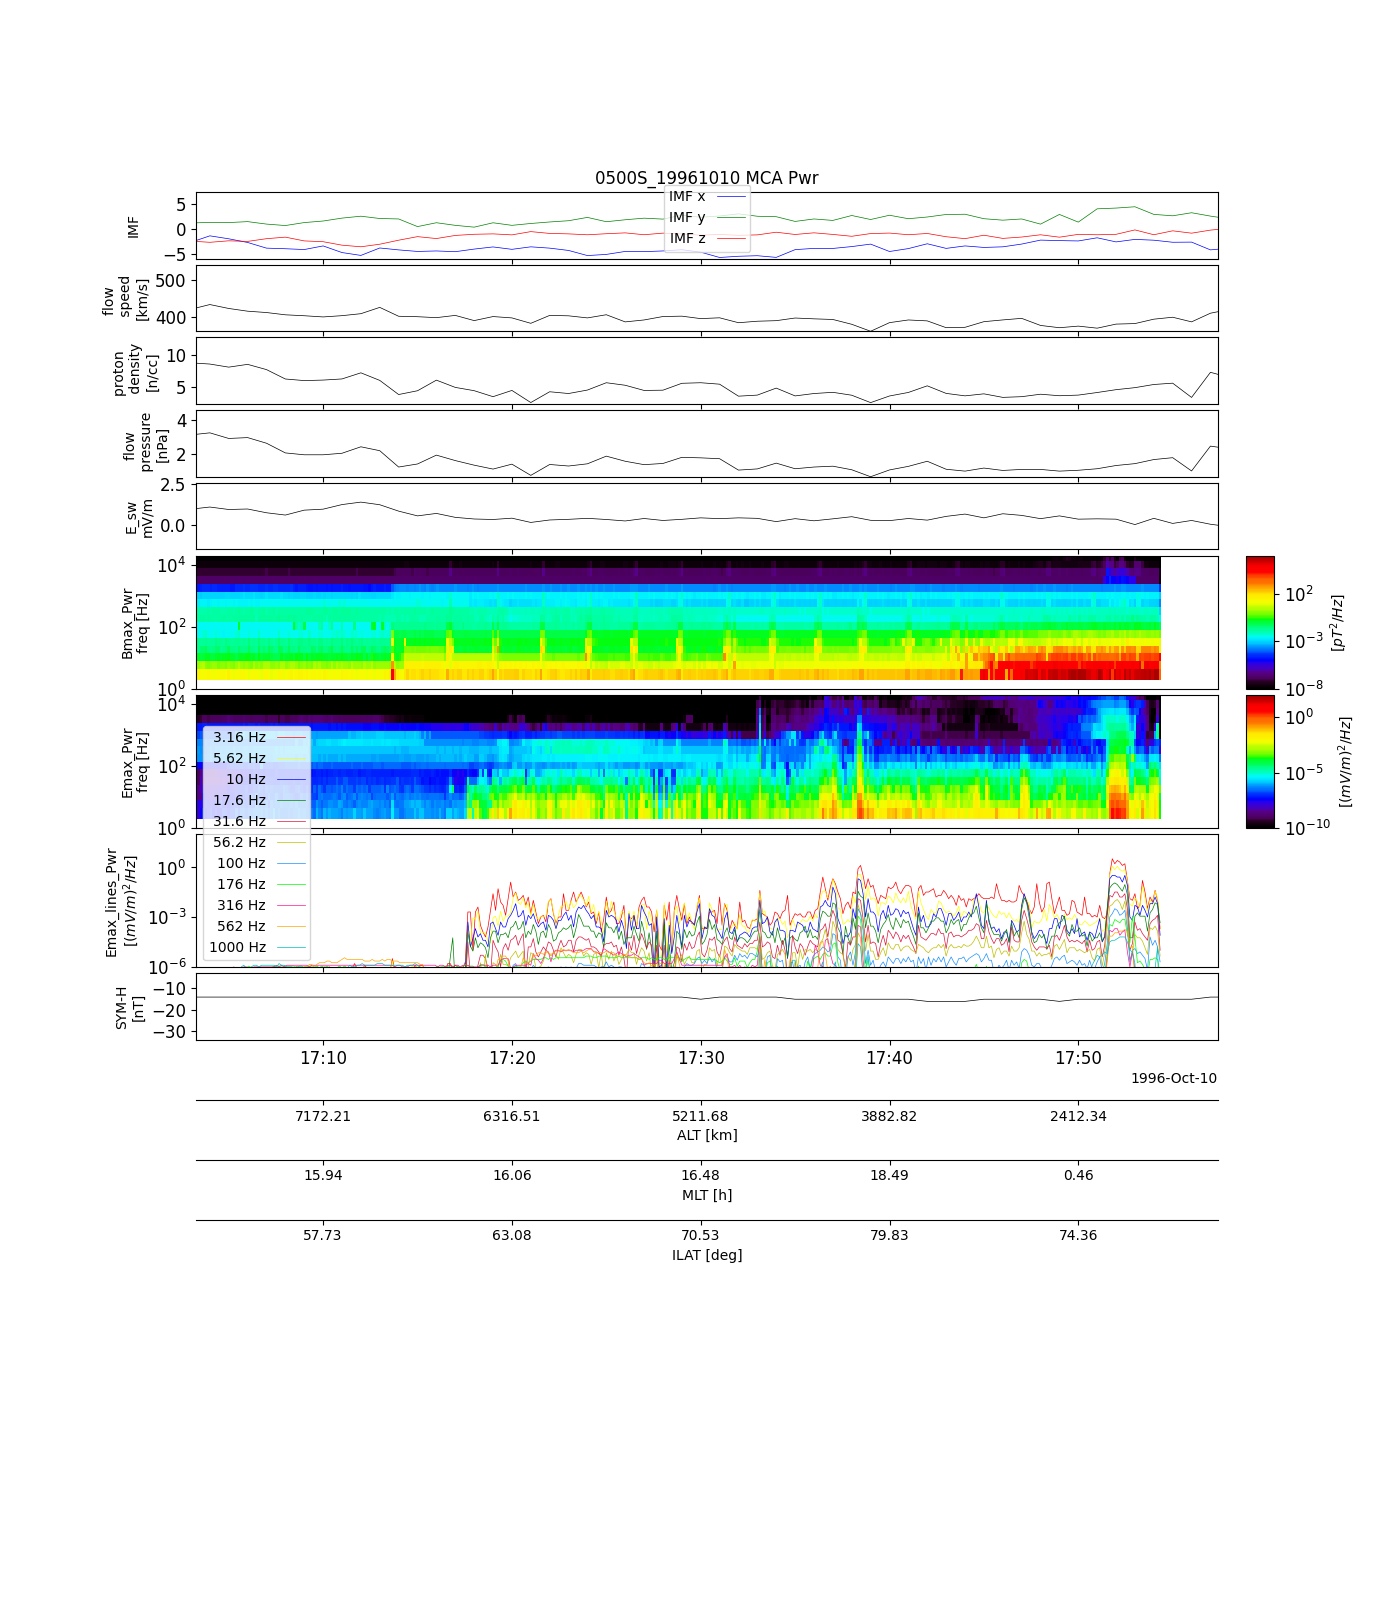 0500S_19961010 MCA Pwr
IMF
5
0
−5
IMF x
IMF y
IMF z
flow
speed
[km/s]
500
400
proton
density
[n/cc]
10
5
flow
pressure
[nPa]
4
2
E_sw
mV/m
2.5
0.0
Bmax_Pwr
freq [Hz]
10^4
10^2
10^0
10^2
10^−3
10^−8
[pT^2/Hz]
Emax_Pwr
freq [Hz]
10^4
10^2
10^0
10^0
10^−5
10^−10
[(mV/m)^2/Hz]
3.16 Hz
5.62 Hz
10 Hz
17.6 Hz
31.6 Hz
56.2 Hz
100 Hz
176 Hz
316 Hz
562 Hz
1000 Hz
Emax_lines_Pwr
[(mV/m)^2/Hz]
10^0
10^−3
10^−6
SYM-H
[nT]
−10
−20
−30
17:10 17:20 17:30 17:40 17:50
1996-Oct-10
7172.21 6316.51 5211.68 3882.82 2412.34
ALT [km]
15.94 16.06 16.48 18.49 0.46
MLT [h]
57.73 63.08 70.53 79.83 74.36
ILAT [deg]